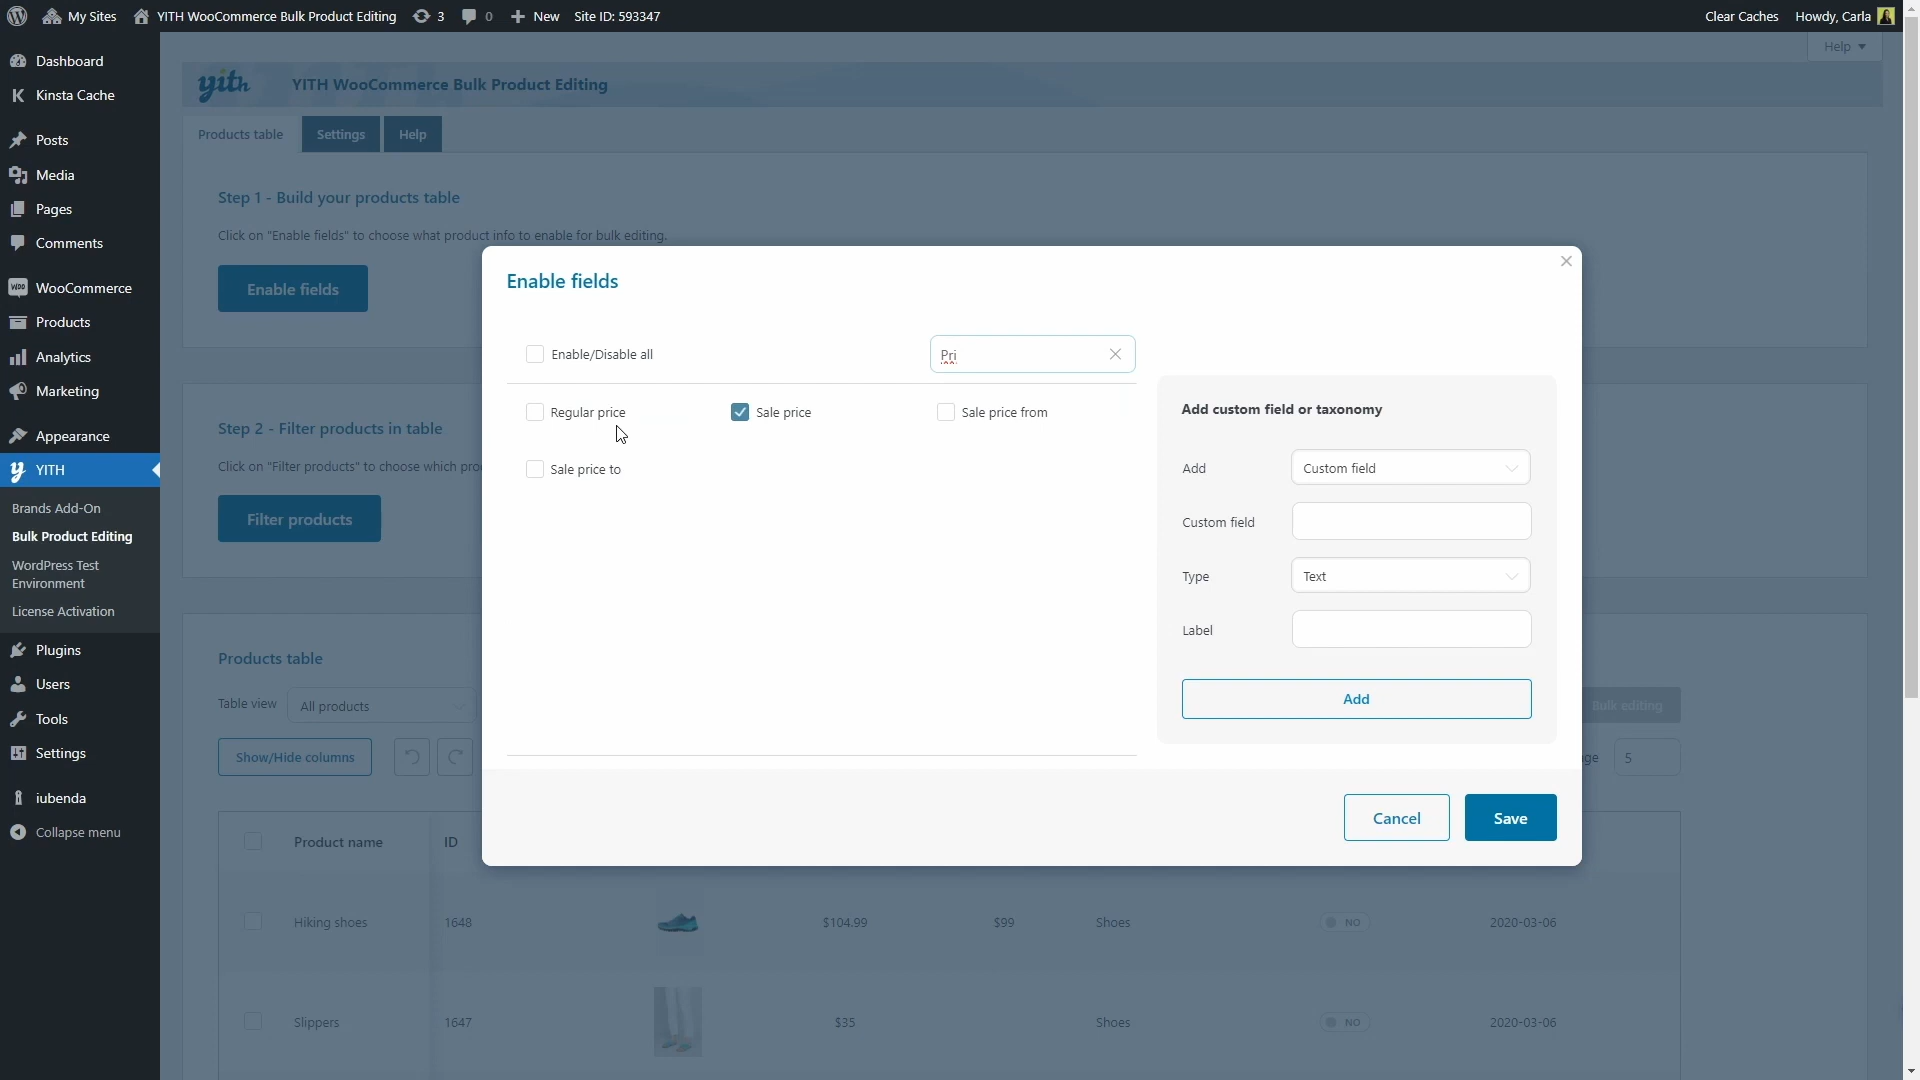 My Sites YITH WooCommerce Bulk Product Editing 3 0 New Site ID: 593347 Clear Caches Howdy, Carla
Help
Dashboard
Kinsta Cache
Posts
Media
Pages
Comments
WooCommerce
Products
Analytics
Marketing
Appearance
YITH
Brands Add-On
Bulk Product Editing
WordPress Test
Environment
License Activation
Plugins
Users
Tools
Settings
iubenda
Collapse menu
yith YITH WooCommerce Bulk Product Editing
Products table Settings Help
Step 1 - Build your products table
Click on "Enable fields" to choose what product info to enable for bulk editing.
Enable fields
Step 2 - Filter products in table
Click on "Filter products" to choose which pro
Filter products
Enable fields
Enable/Disable all Pri
Regular price Sale price Sale price from
Sale price to
Add custom field or taxonomy
Add Custom field
Custom field
Type Text
Label
Add
Cancel Save
Products table
Table view All products Bulk editing
Show/Hide columns ge 5
Product name ID
Hiking shoes 1648 $104.99 $99 Shoes NO 2020-03-06
Slippers 1647 $35 Shoes NO 2020-03-06